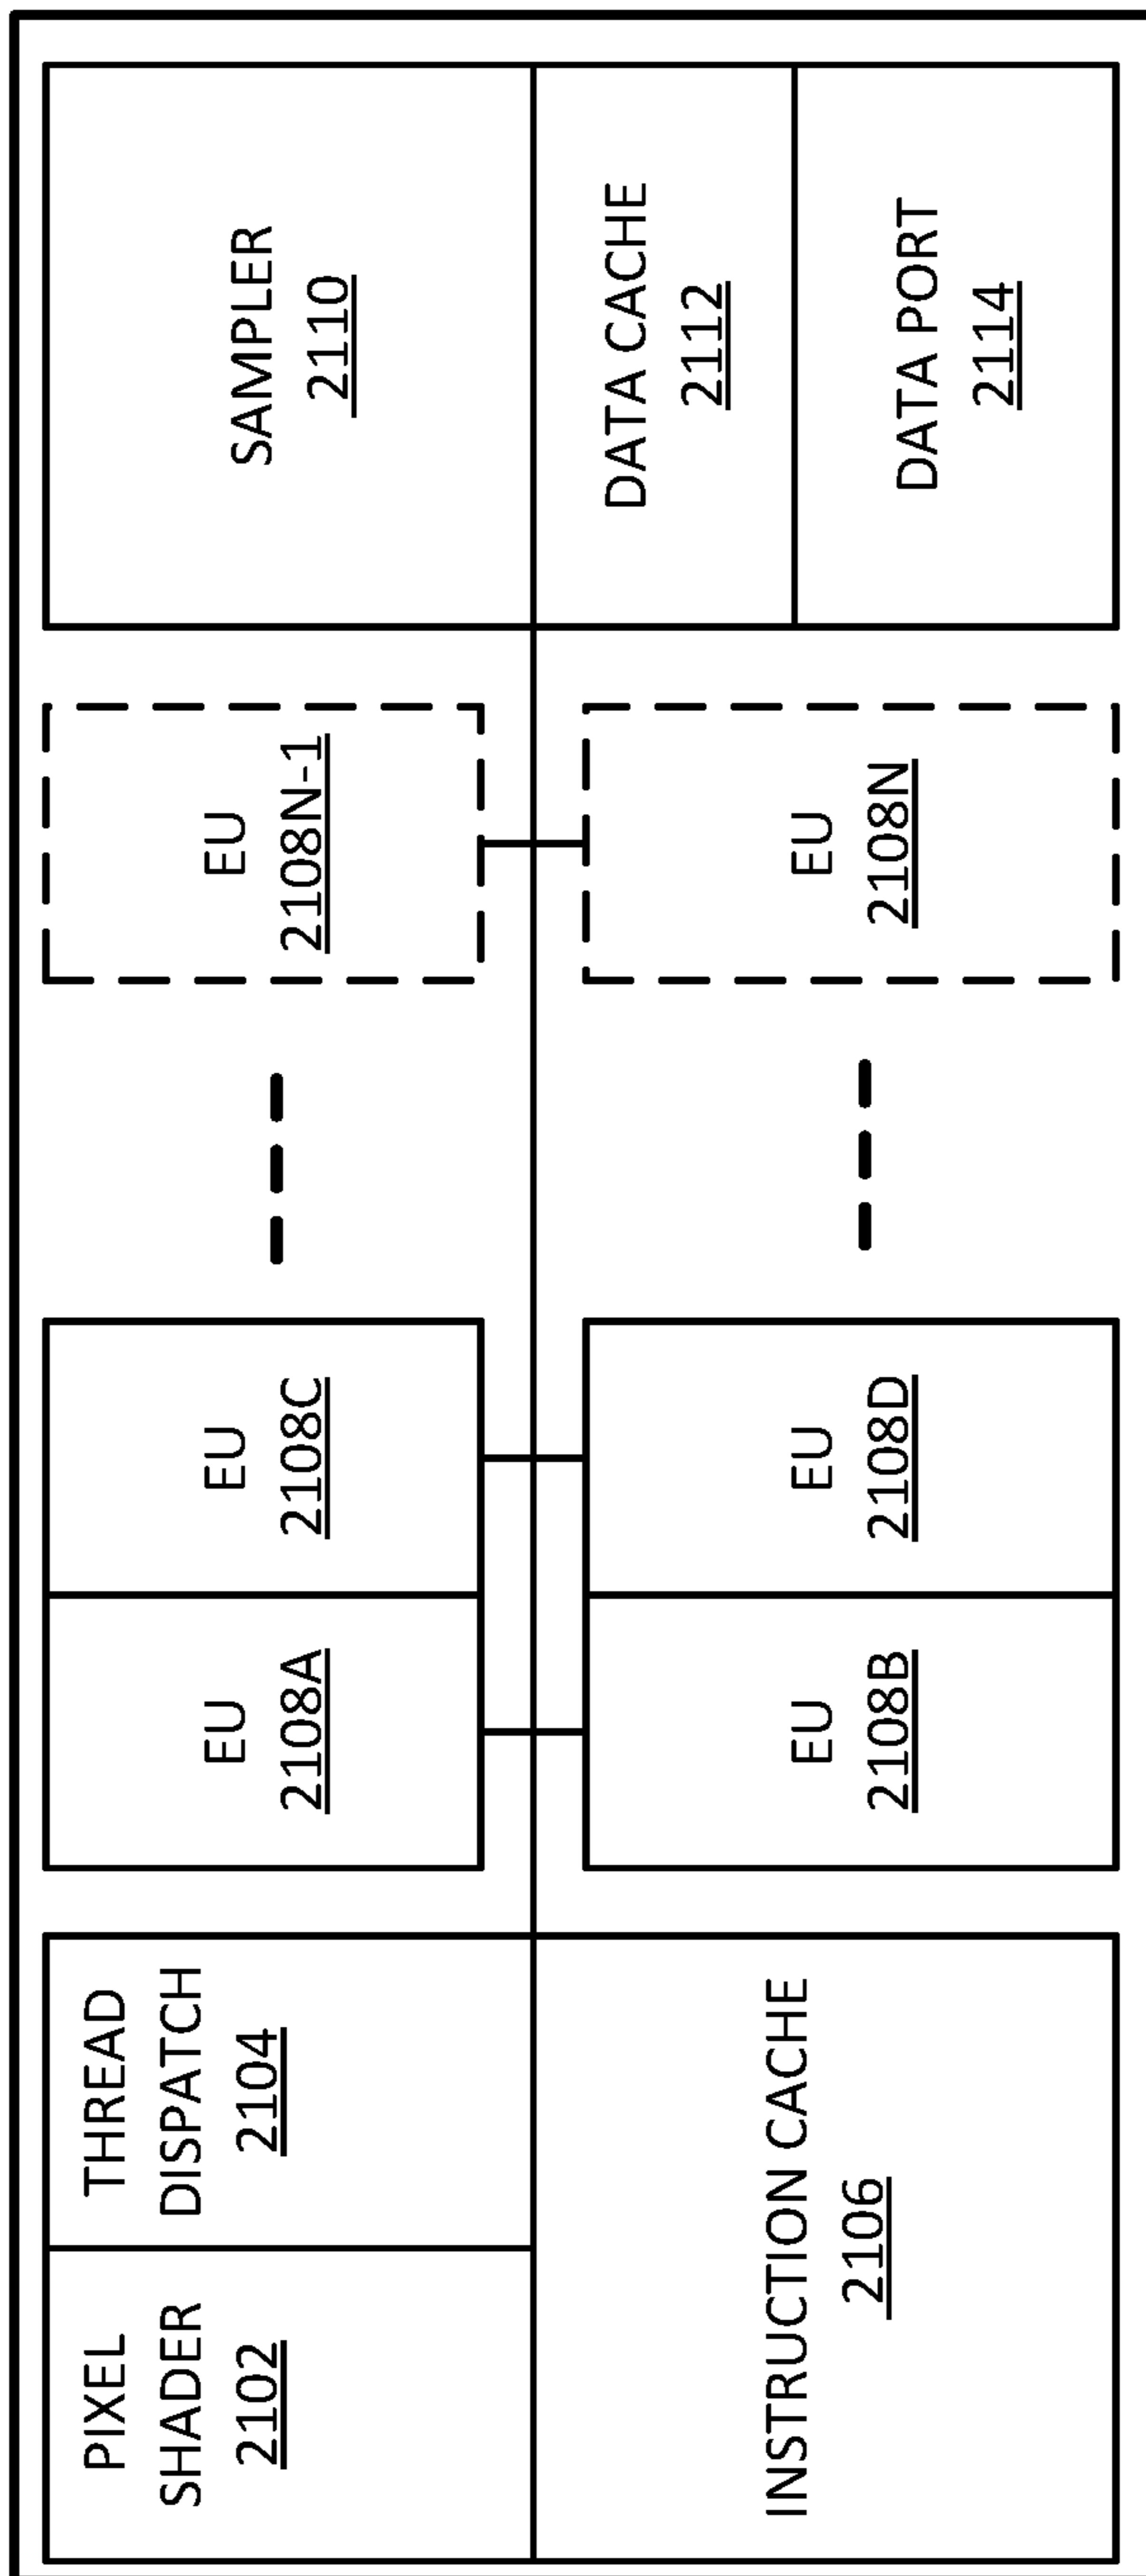 PIXEL
SHADER
2102
THREAD
DISPATCH
2104
INSTRUCTION CACHE
2106
EU
2108A
EU
2108C
EU
2108B
EU
2108D
EU
2108N-1
EU
2108N
SAMPLER
2110
DATA CACHE
2112
DATA PORT
2114